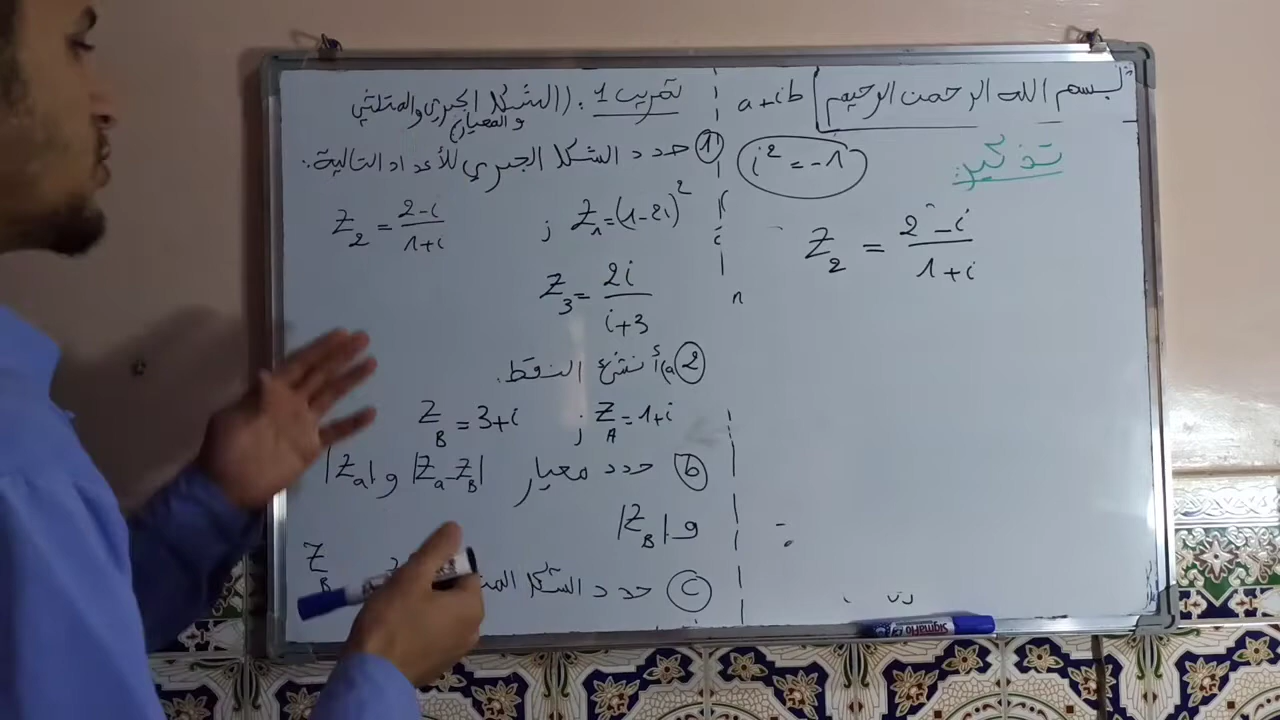 بسم الله الرحمن الرحيم
a+ib
تذكير:
i² = -1
Z₂ = (2-i)/(1+i)
تمرين 1: (الشكل الجبري والمثلثي
والمعيار)
① حدد الشكل الجبري للأعداد التالية:
Z₁=(1-2i)² ; Z₂ = (2-i)/(1+i)
Z₃ = 2i/(i+3)
② a) أنشئ النقط.
Z_A = 1+i ; Z_B = 3+i
ⓑ حدد معيار |Z_a-Z_B| و |Z_a|
و |Z_B|
ⓒ حدد الشكل Z_B
SigmaFlo